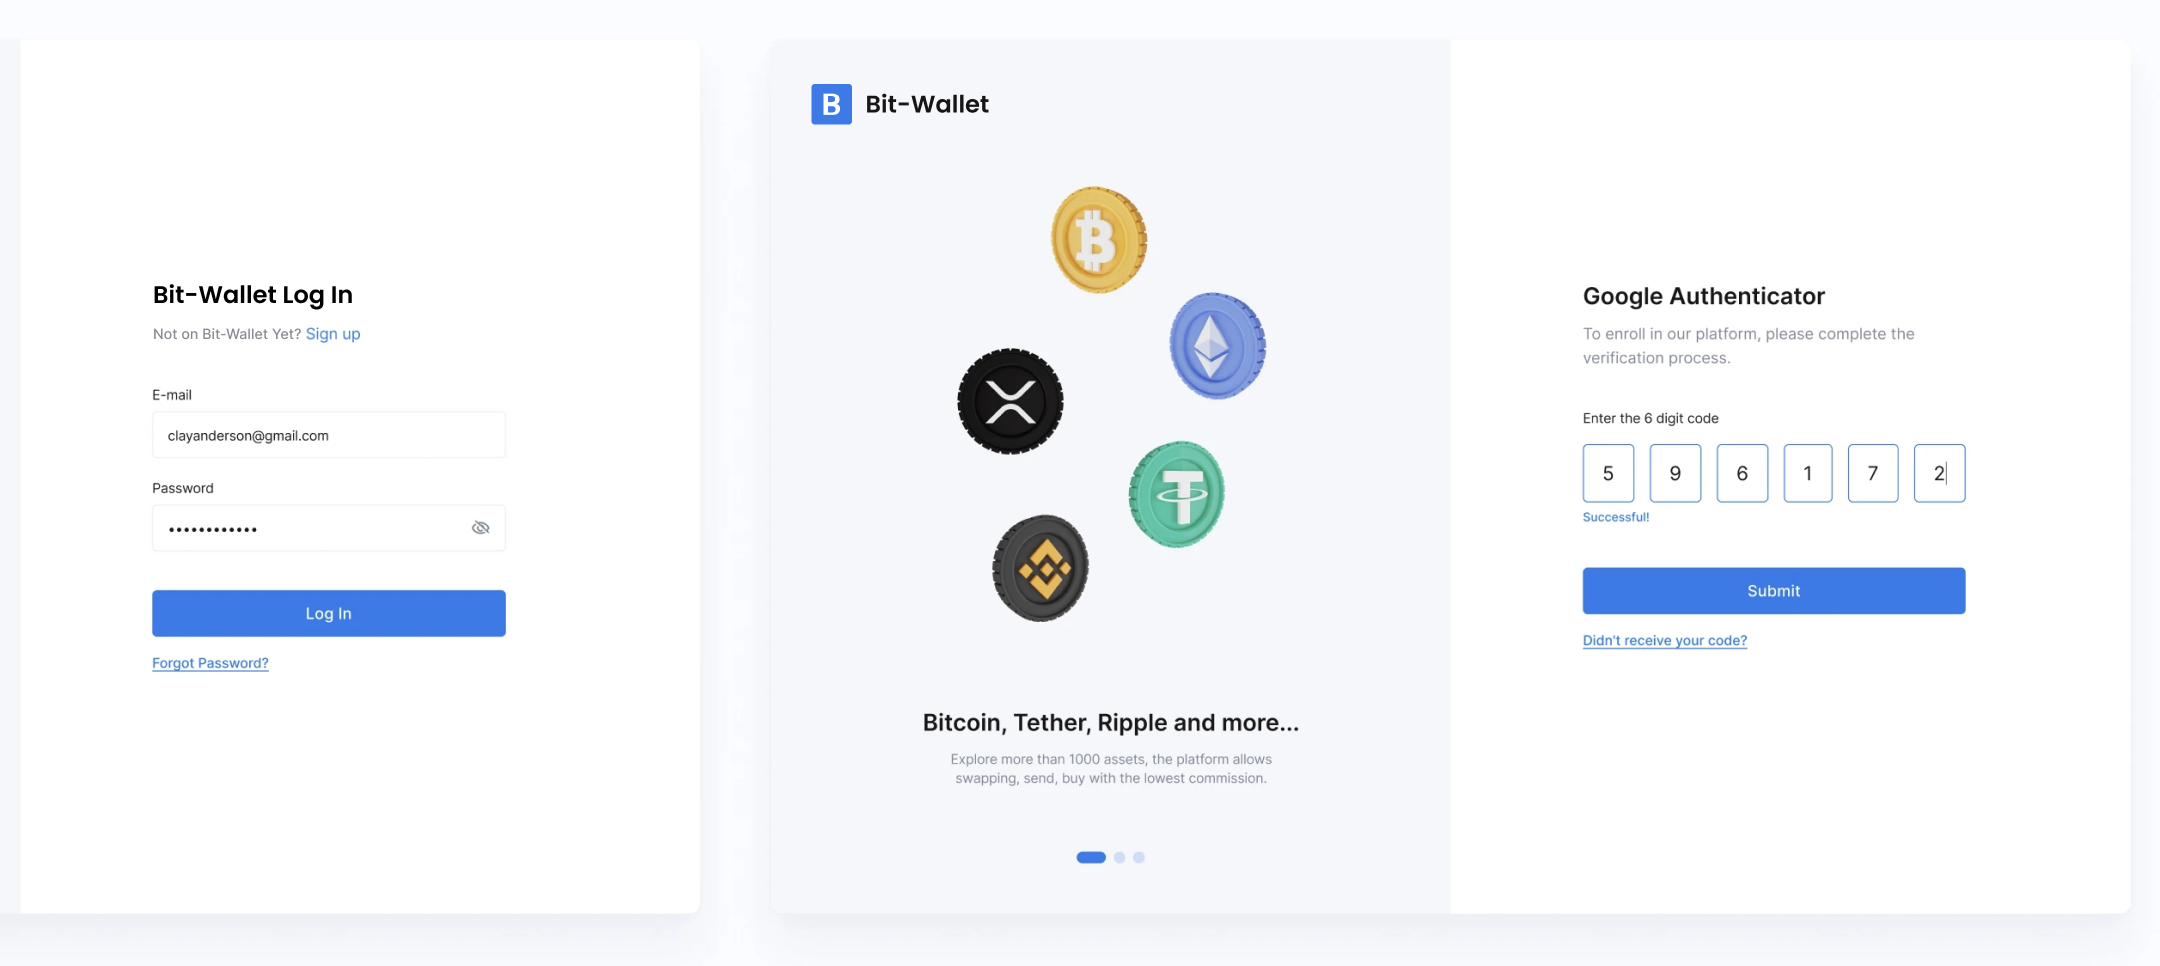 Bit-Wallet Log In
Not on Bit-Wallet Yet? Sign up
E-mail
clayanderson@gmail.com
Password
••••••••••••
Log In
Forgot Password?
B Bit-Wallet
Bitcoin, Tether, Ripple and more...
Explore more than 1000 assets, the platform allows
swapping, send, buy with the lowest commission.
Google Authenticator
To enroll in our platform, please complete the
verification process.
Enter the 6 digit code
5 9 6 1 7 2
Successful!
Submit
Didn't receive your code?